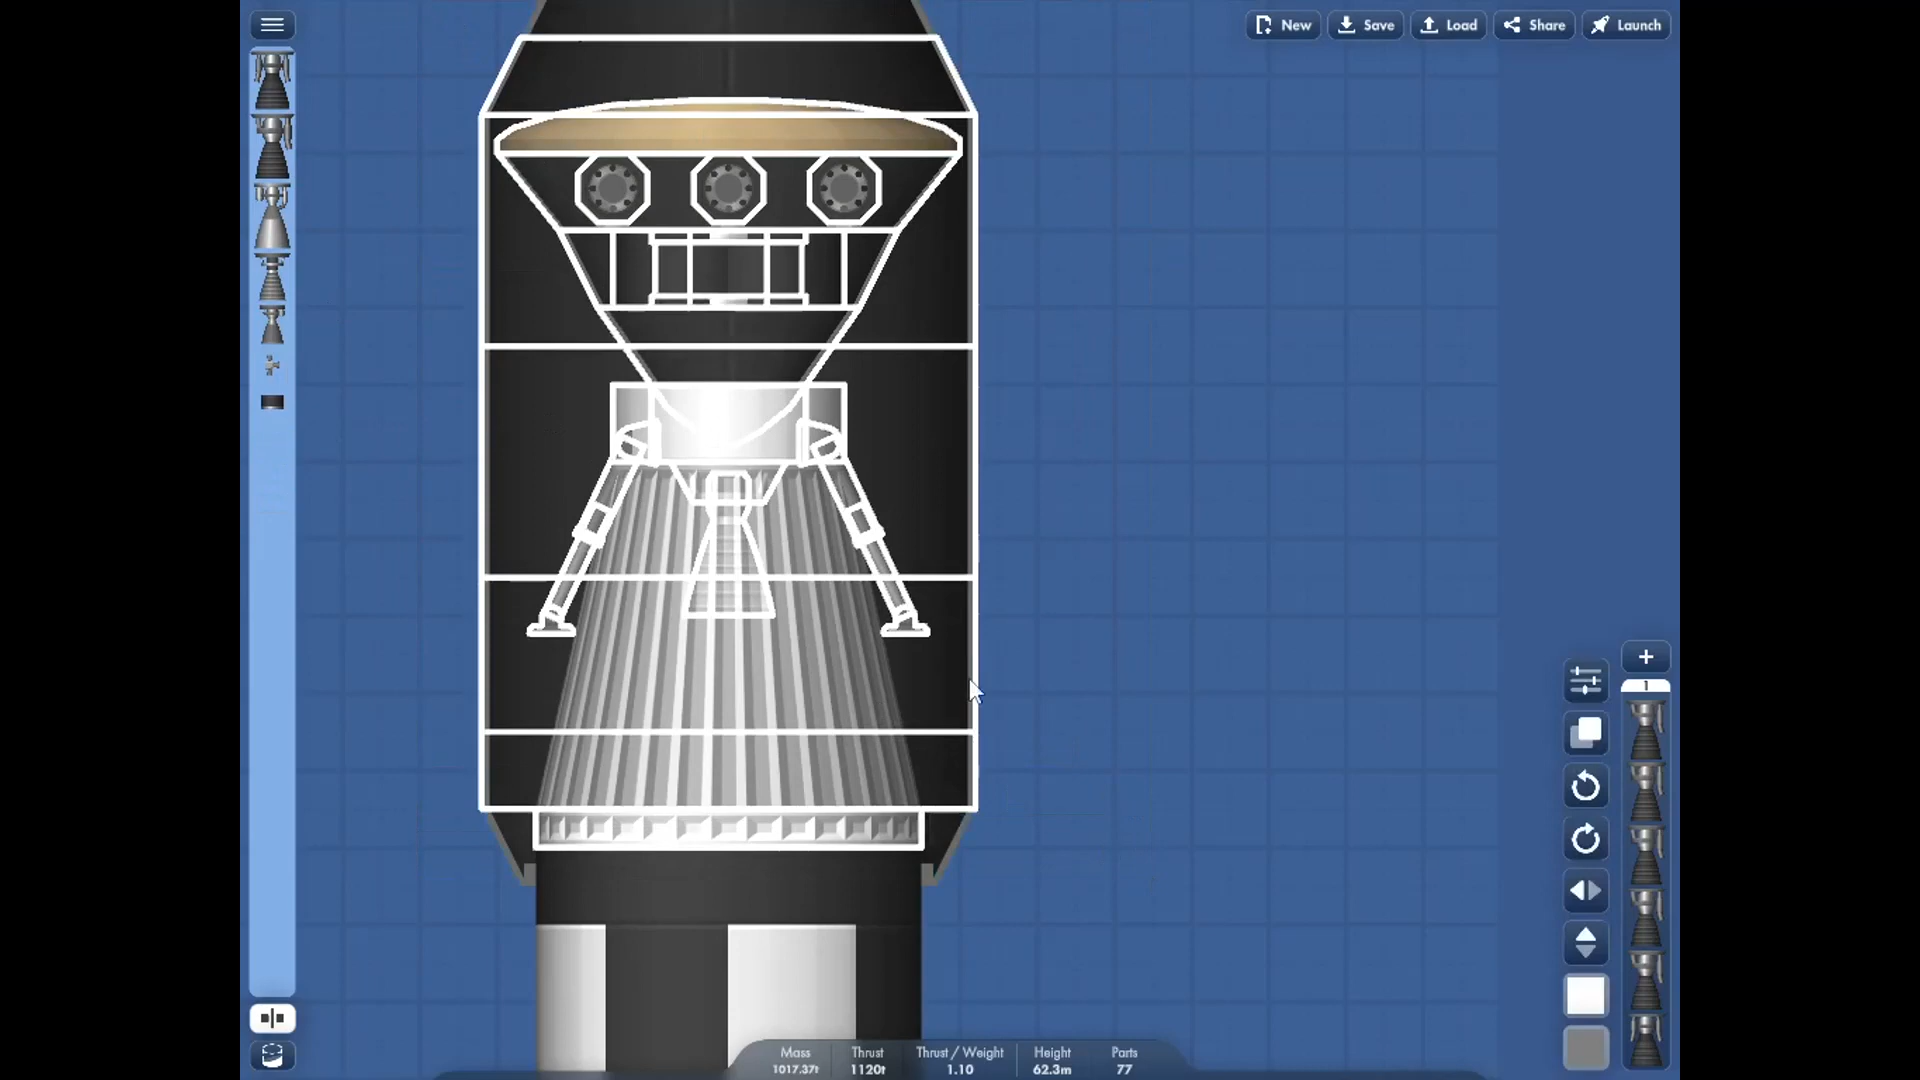 New Save Load Share Launch
1
Mass Thrust Thrust / Weight Height Parts
1017.37t 1120t 1.10 62.3m 77